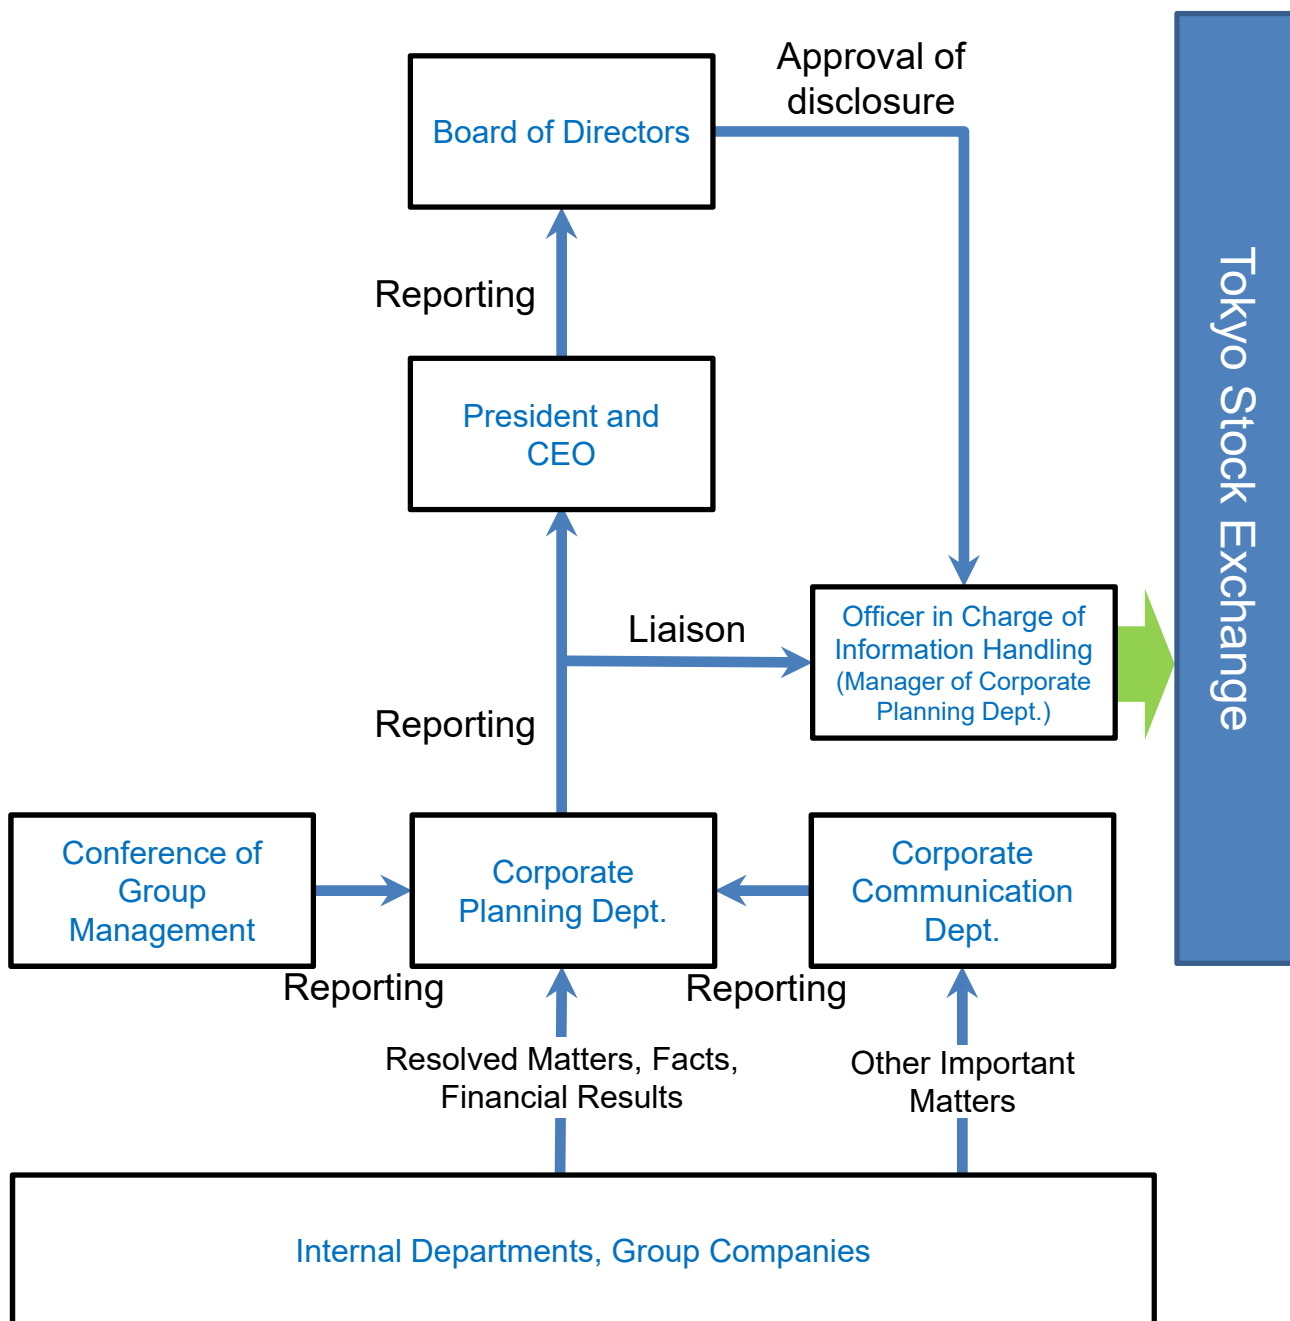 Approval of
disclosure
Board of Directors
Reporting
President and
CEO
Tokyo Stock Exchange
Liaison
Officer in Charge of
Information Handling
(Manager of Corporate
Planning Dept.)
Reporting
Conference of
Group
Management
Corporate
Planning Dept.
Corporate
Communication
Dept.
Reporting
Reporting
Resolved Matters, Facts,
Financial Results
Other Important
Matters
Internal Departments, Group Companies